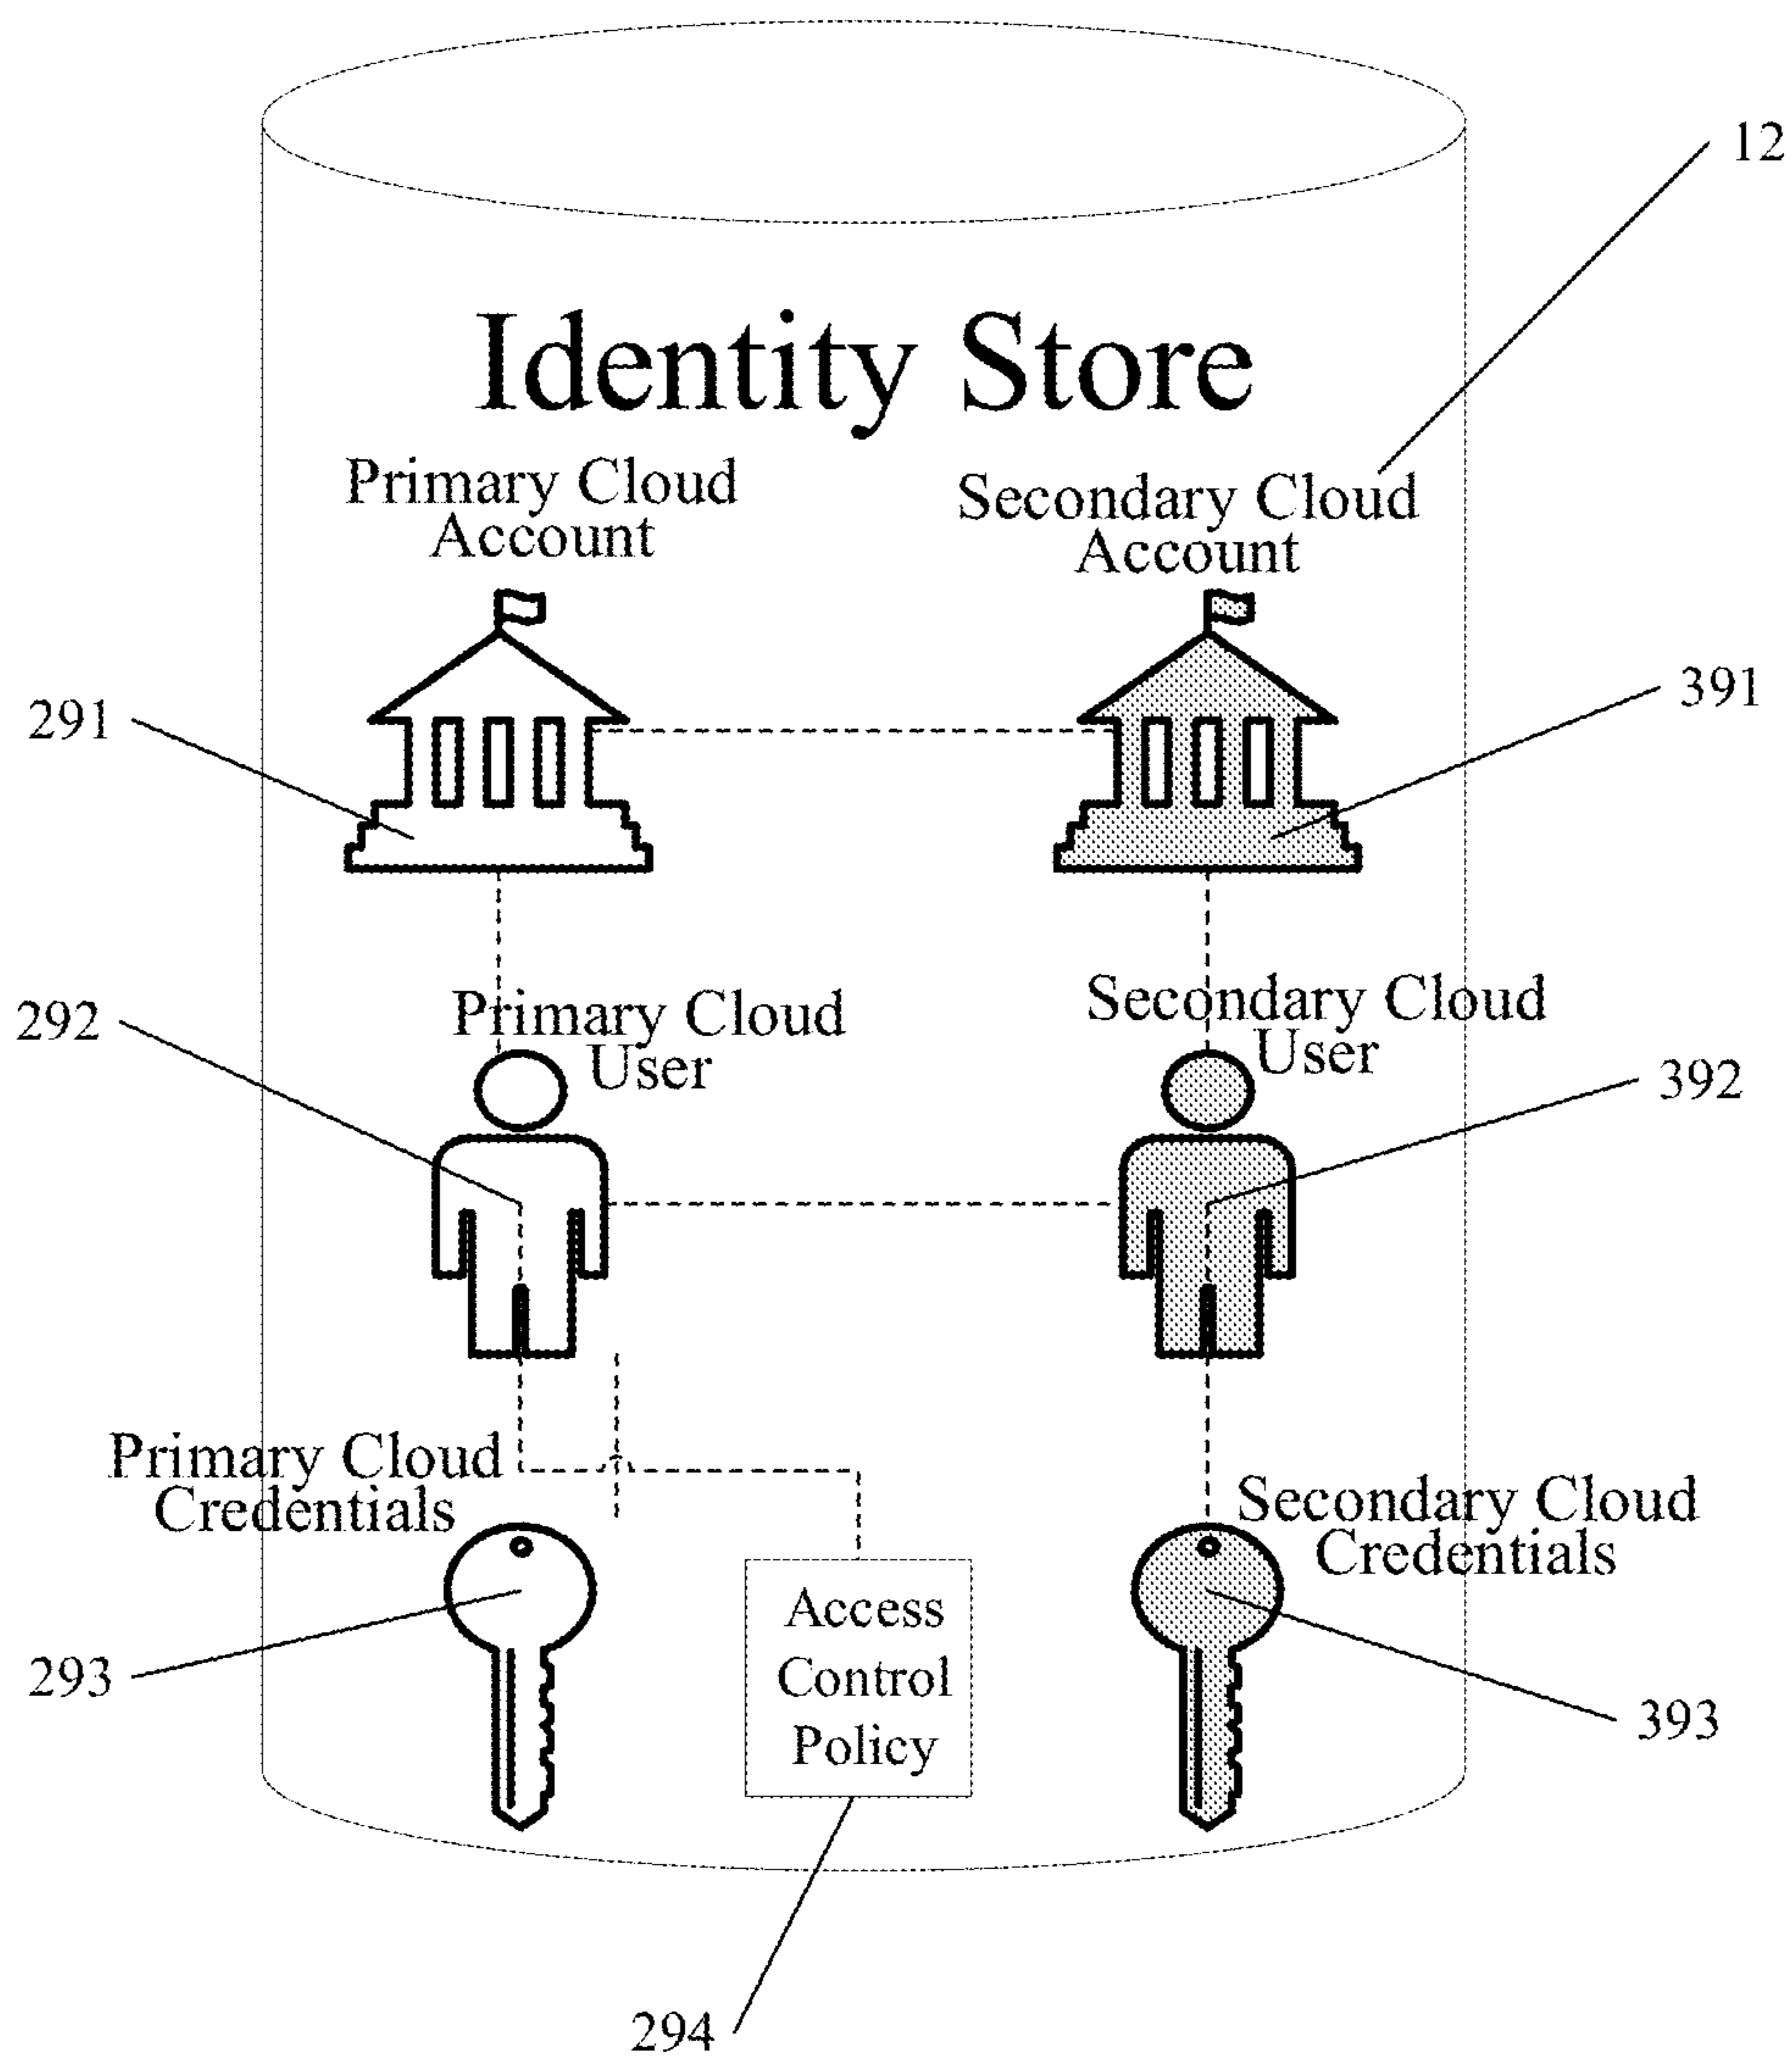 12
Identity Store
Primary Cloud
Account
Secondary Cloud
Account
291
391
292
Primary Cloud
User
Secondary Cloud
User
392
Primary Cloud
Credentials
Secondary Cloud
Credentials
293
Access
Control
Policy
393
294